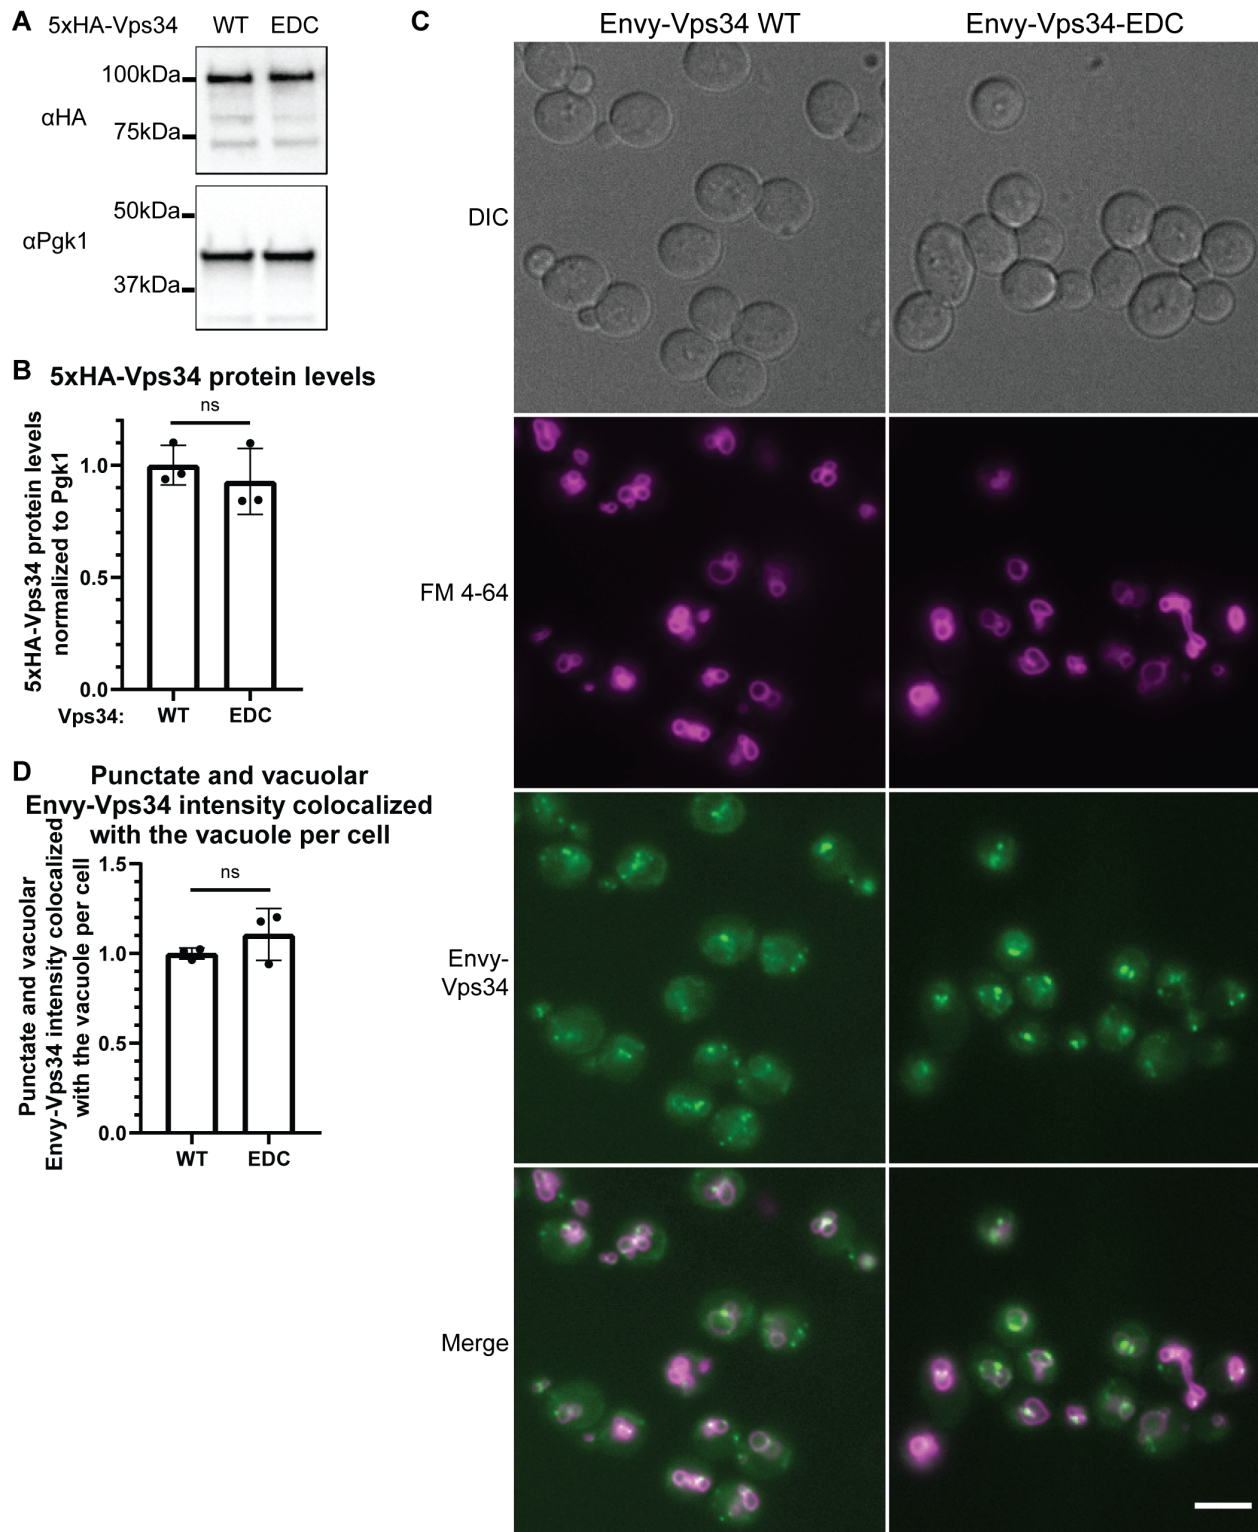 A
5xHA-Vps34 WT EDC
100kDa
αHA
75kDa
50kDa
αPgk1
37kDa
B 5xHA-Vps34 protein levels
ns
5xHA-Vps34 protein levels
normalized to Pgk1
1.0
0.5
0.0
Vps34: WT EDC
D Punctate and vacuolar
Envy-Vps34 intensity colocalized
with the vacuole per cell
ns
Punctate and vacuolar
Envy-Vps34 intensity colocalized
with the vacuole per cell
1.5
1.0
0.5
0.0
WT EDC
C Envy-Vps34 WT Envy-Vps34-EDC
DIC
FM 4-64
Envy-
Vps34
Merge